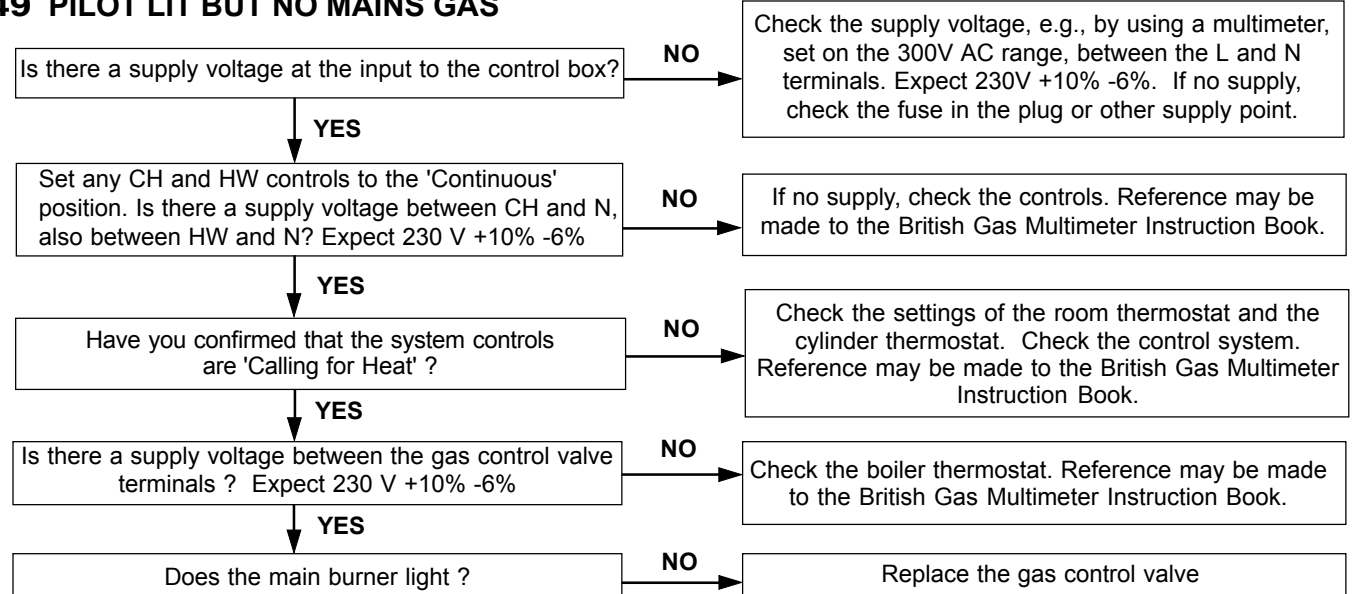 49 PILOT LIT BUT NO MAINS GAS
Is there a supply voltage at the input to the control box?
NO
Check the supply voltage, e.g., by using a multimeter,
set on the 300V AC range, between the L and N
terminals. Expect 230V +10% -6%. If no supply,
check the fuse in the plug or other supply point.
YES
Set any CH and HW controls to the 'Continuous'
position. Is there a supply voltage between CH and N,
also between HW and N? Expect 230 V +10% -6%
NO
If no supply, check the controls. Reference may be
made to the British Gas Multimeter Instruction Book.
YES
Have you confirmed that the system controls
are 'Calling for Heat' ?
NO
Check the settings of the room thermostat and the
cylinder thermostat. Check the control system.
Reference may be made to the British Gas Multimeter
Instruction Book.
YES
Is there a supply voltage between the gas control valve
terminals ? Expect 230 V +10% -6%
NO
Check the boiler thermostat. Reference may be made
to the British Gas Multimeter Instruction Book.
YES
Does the main burner light ?
NO
Replace the gas control valve